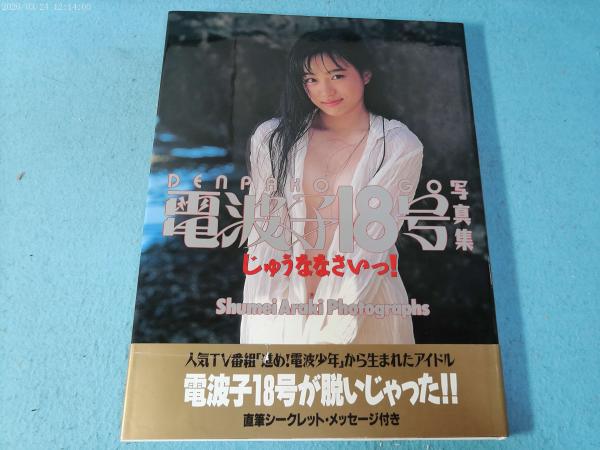 2026/03/24 12:14:00
DENPAKO 18 GO
電波子18号
写真集
じゅうななさいっ!
Shumei Araki Photographs
人気TV番組「進め!電波少年」から生まれたアイドル
電波子18号が脱いじゃった!!
直筆シークレット・メッセージ付き